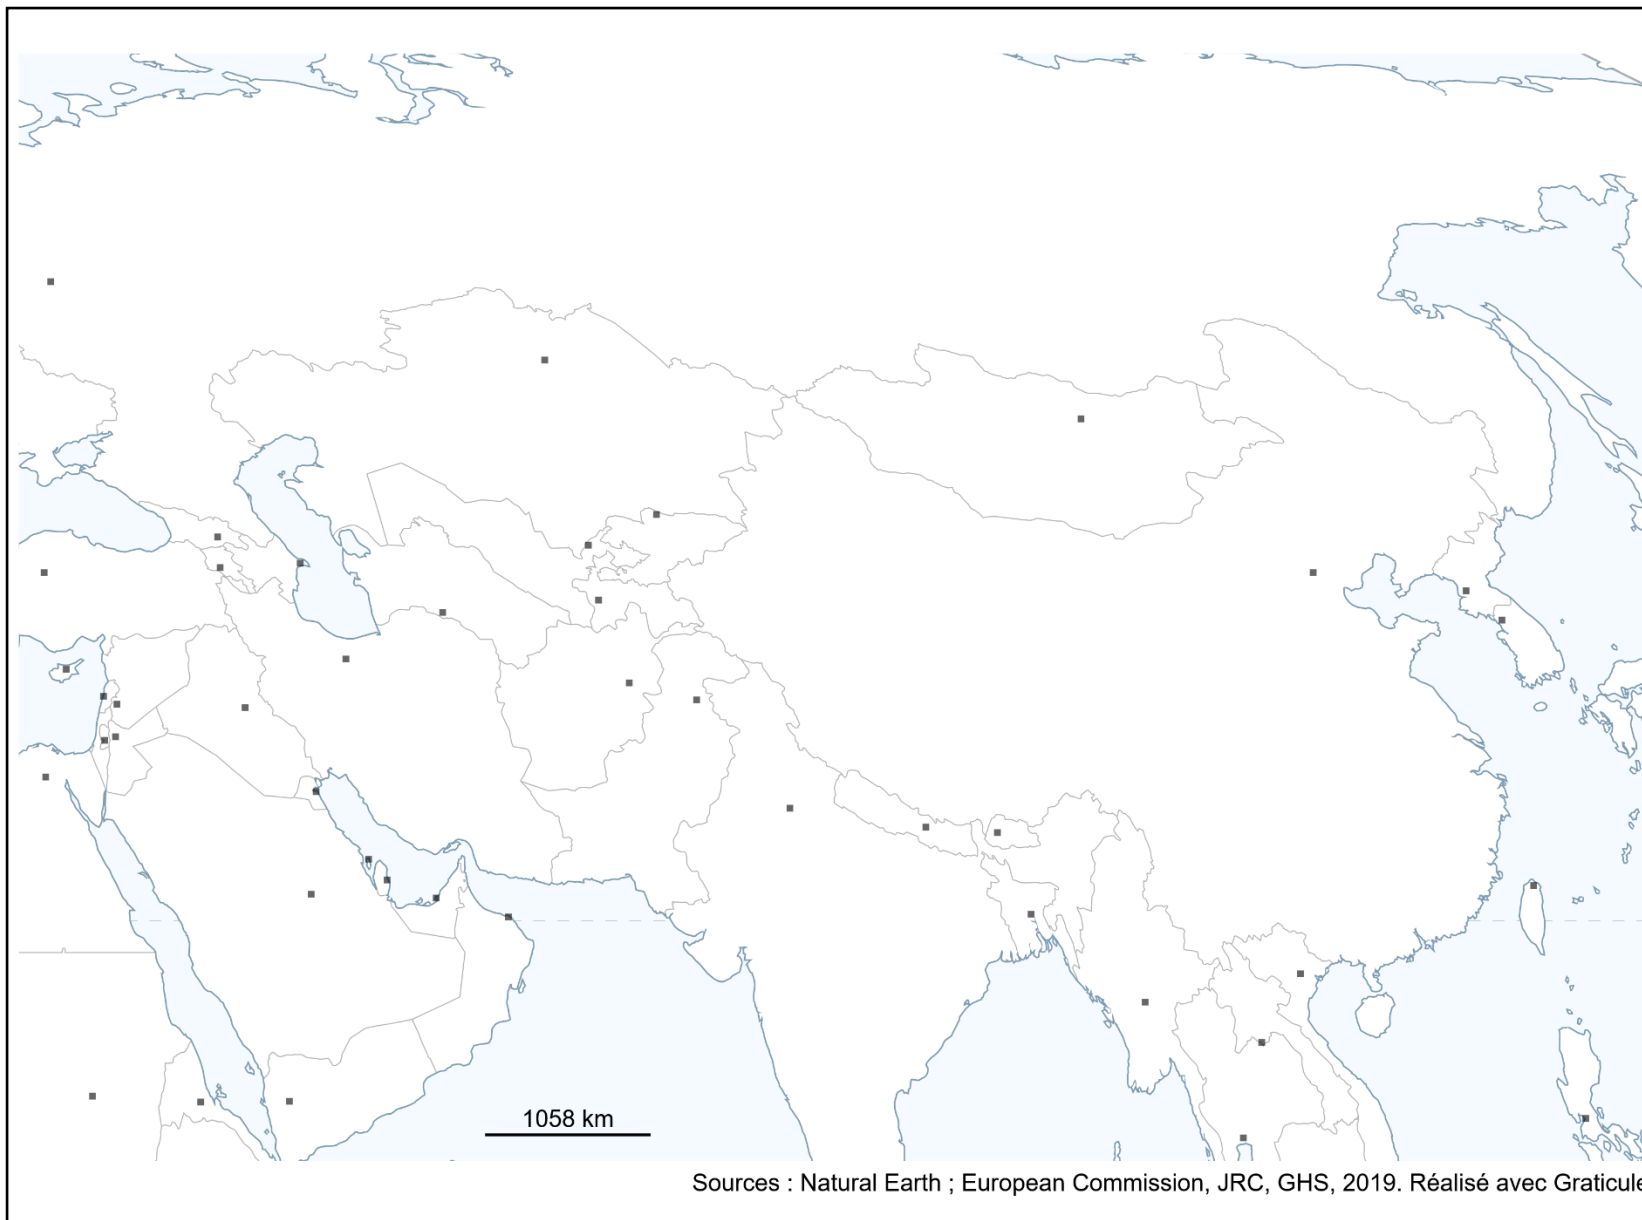 1058 km
Sources : Natural Earth ; European Commission, JRC, GHS, 2019. Réalisé avec Graticule